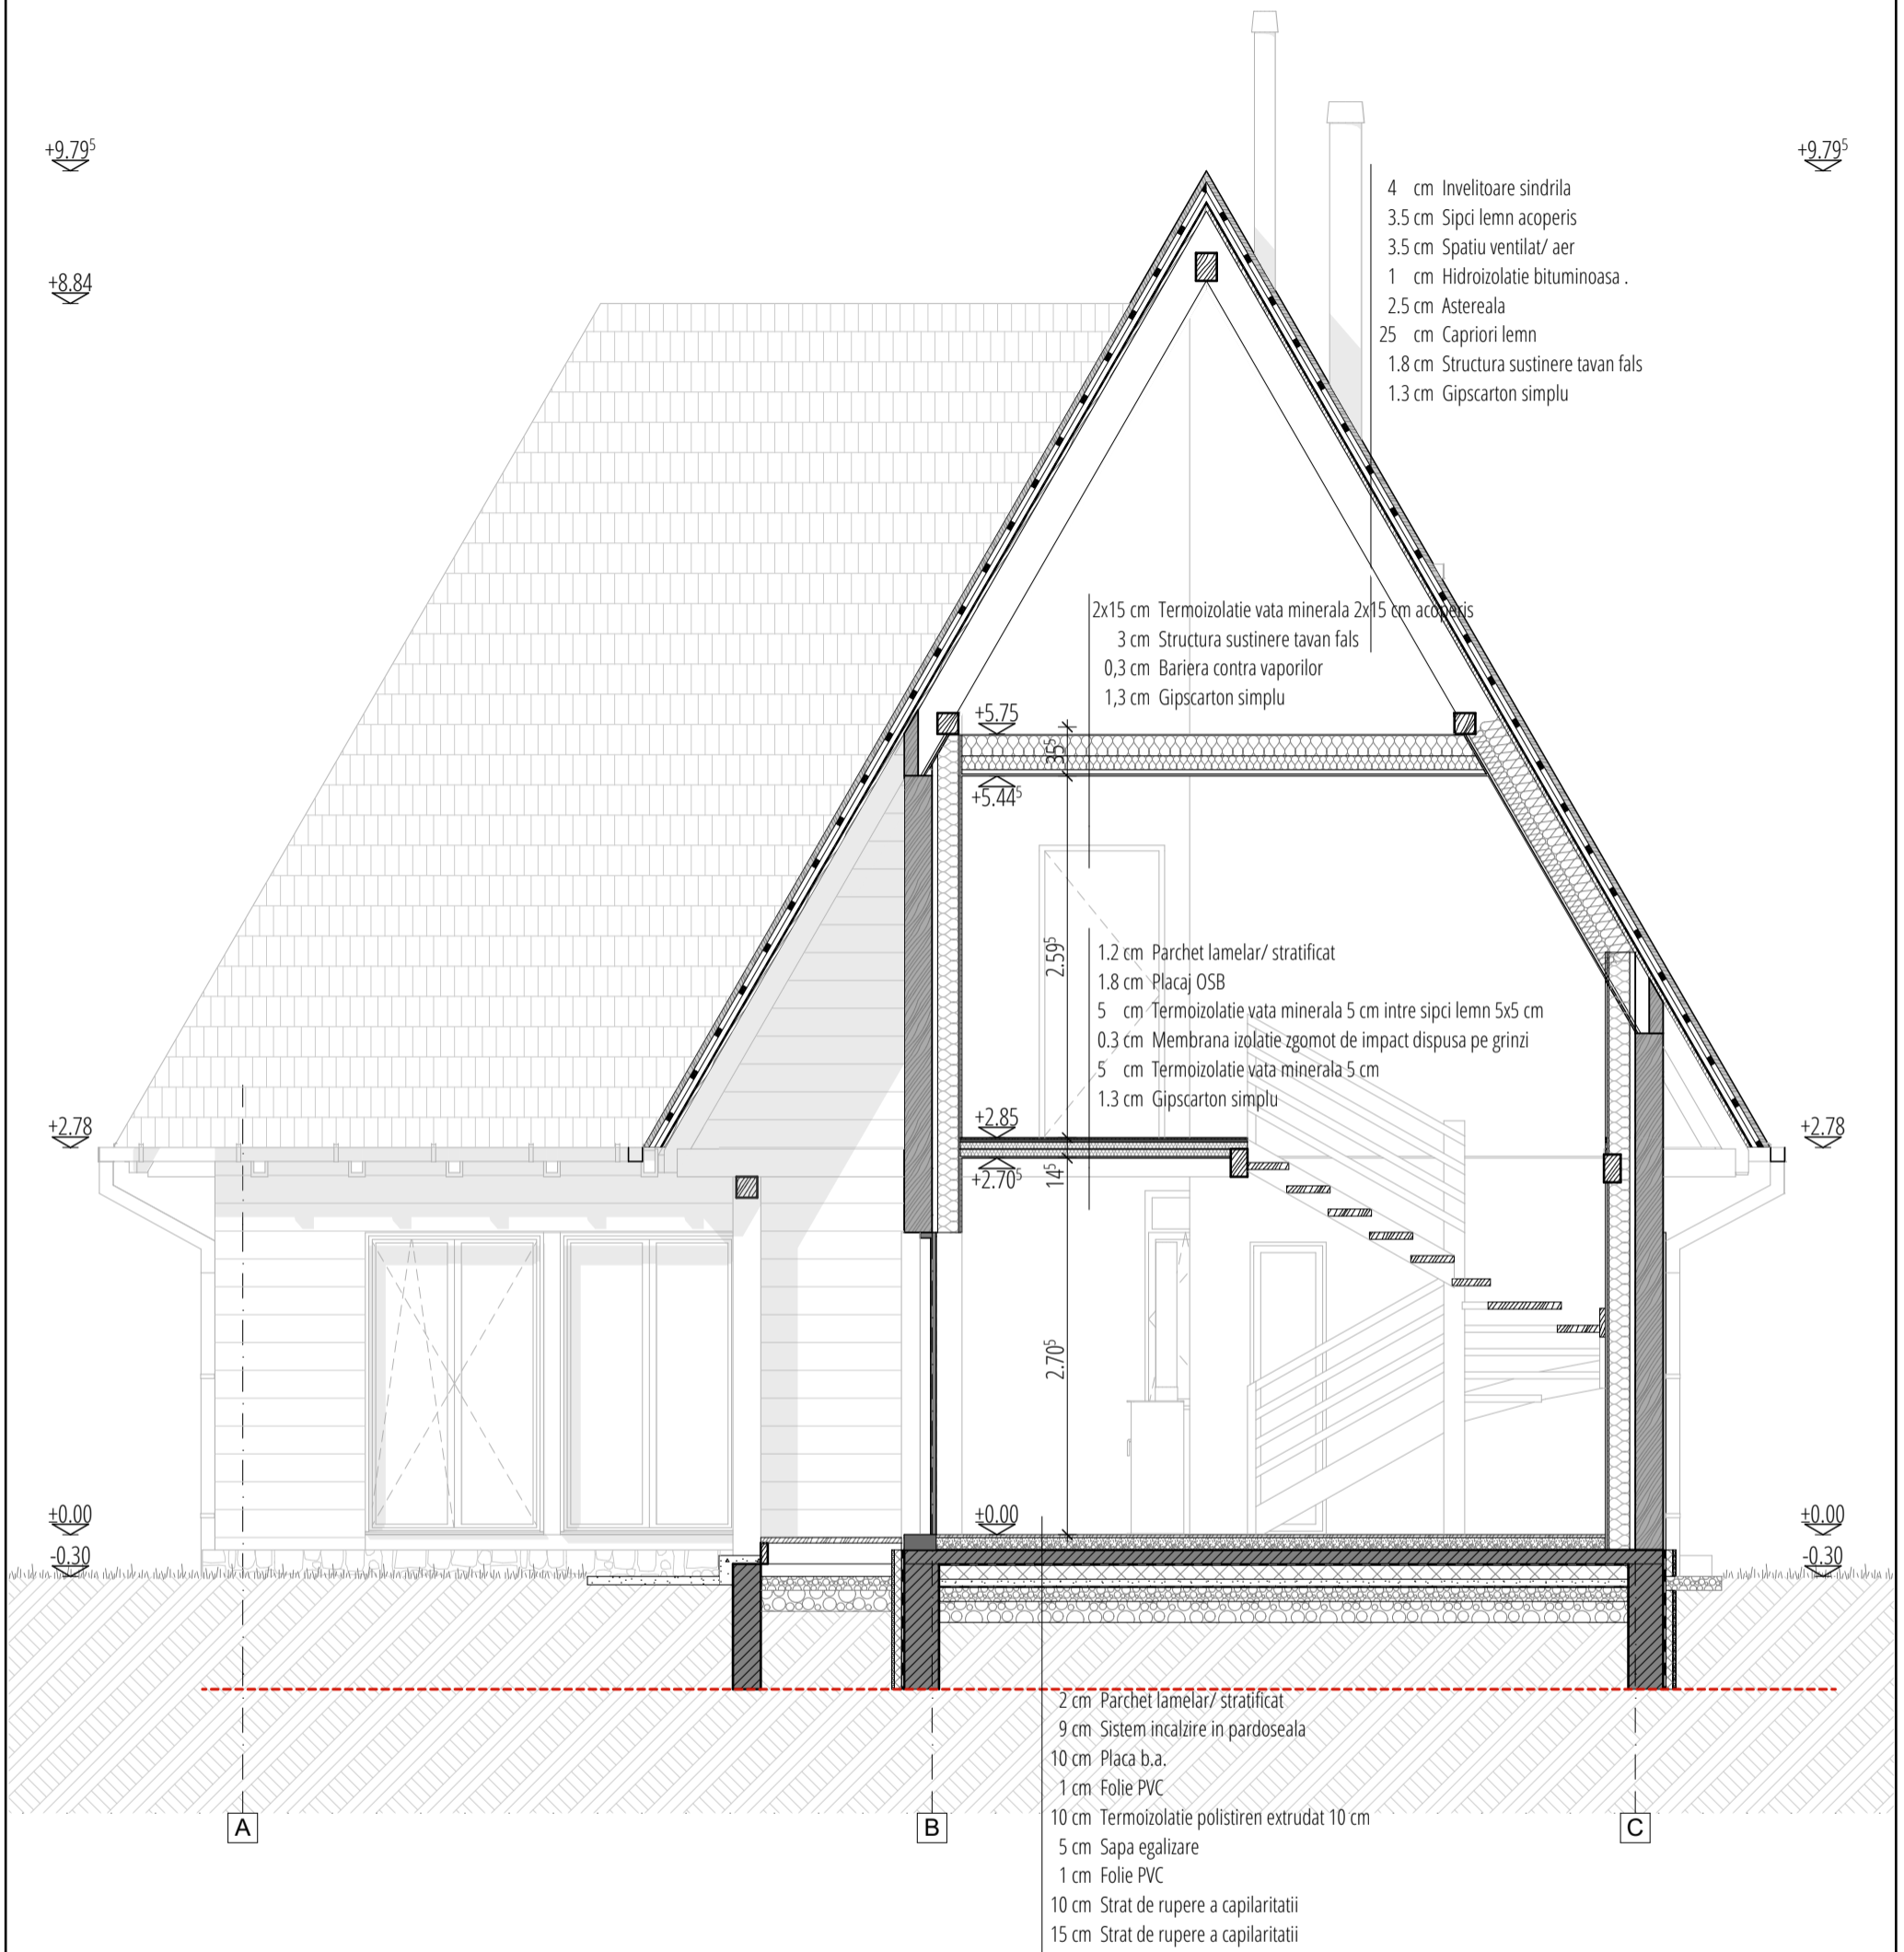 +9.79⁵
+9.79⁵
4 cm Invelitoare sindrila
3.5 cm Sipci lemn acoperis
3.5 cm Spatiu ventilat/ aer
1 cm Hidroizolatie bituminoasa .
2.5 cm Astereala
25 cm Capriori lemn
1.8 cm Structura sustinere tavan fals
1.3 cm Gipscarton simplu
+8.84
2x15 cm Termoizolatie vata minerala 2x15 cm acoperis
3 cm Structura sustinere tavan fals
0,3 cm Bariera contra vaporilor
1,3 cm Gipscarton simplu
+5.75
35⁵
+5.44⁵
2.59⁵
1.2 cm Parchet lamelar/ stratificat
1.8 cm Placaj OSB
5 cm Termoizolatie vata minerala 5 cm intre sipci lemn 5x5 cm
0.3 cm Membrana izolatie zgomot de impact dispusa pe grinzi
5 cm Termoizolatie vata minerala 5 cm
1.3 cm Gipscarton simplu
+2.78
+2.85
+2.78
+2.70⁵
14⁵
2.70⁵
±0.00
±0.00
±0.00
-0.30
-0.30
2 cm Parchet lamelar/ stratificat
9 cm Sistem incalzire in pardoseala
10 cm Placa b.a.
1 cm Folie PVC
10 cm Termoizolatie polistiren extrudat 10 cm
5 cm Sapa egalizare
1 cm Folie PVC
10 cm Strat de rupere a capilaritatii
15 cm Strat de rupere a capilaritatii
A
B
C